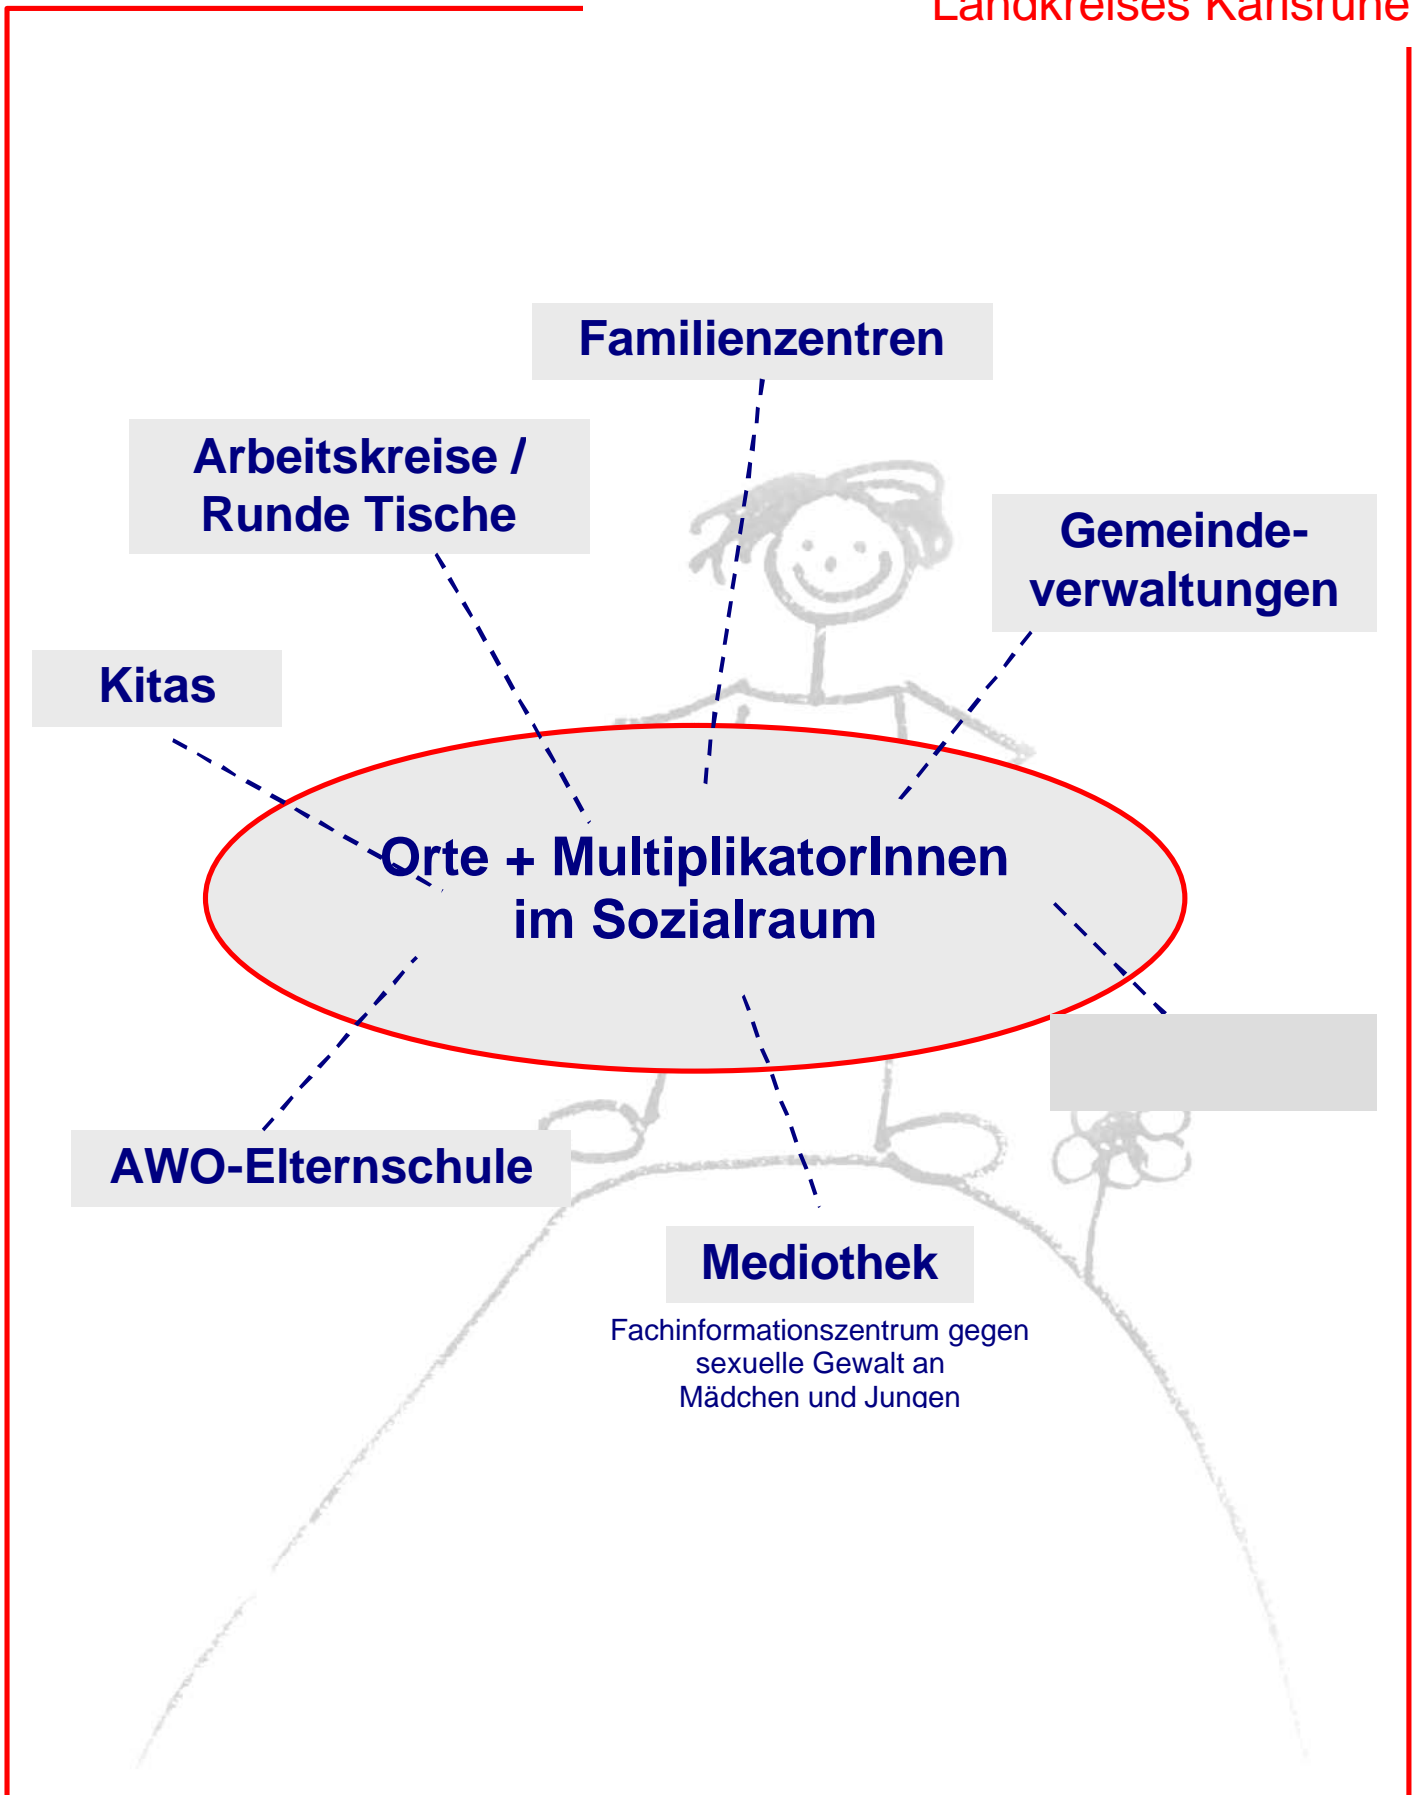 Landkreises Karlsruhe
Familienzentren
Arbeitskreise /
Runde Tische
Gemeinde-
verwaltungen
Kitas
Orte + MultiplikatorInnen
im Sozialraum
AWO-Elternschule
Mediothek
Fachinformationszentrum gegen
sexuelle Gewalt an
Mädchen und Jungen